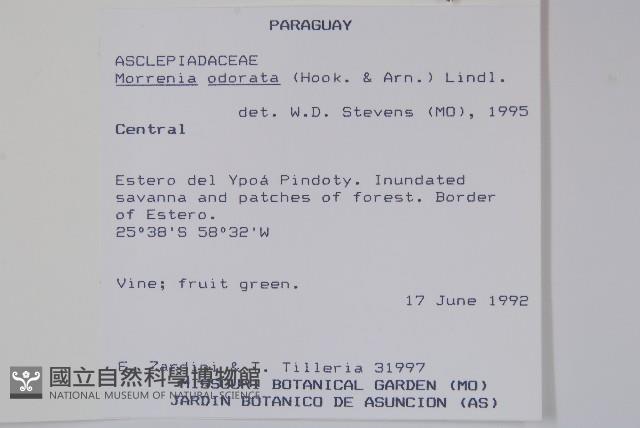 PARAGUAY
ASCLEPIADACEAE
Morrenia odorata (Hook. & Arn.) Lindl.
det. W.D. Stevens (MO), 1995
Central
Estero del Ypoá Pindoty. Inundated
savanna and patches of forest. Border
of Estero.
25°38'S 58°32'W
Vine; fruit green.
17 June 1992
E. Zardini & T. Tilleria 31997
MISSOURI BOTANICAL GARDEN (MO)
JARDIN BOTANICO DE ASUNCION (AS)
國立自然科學博物館
NATIONAL MUSEUM OF NATURAL SCIENCE